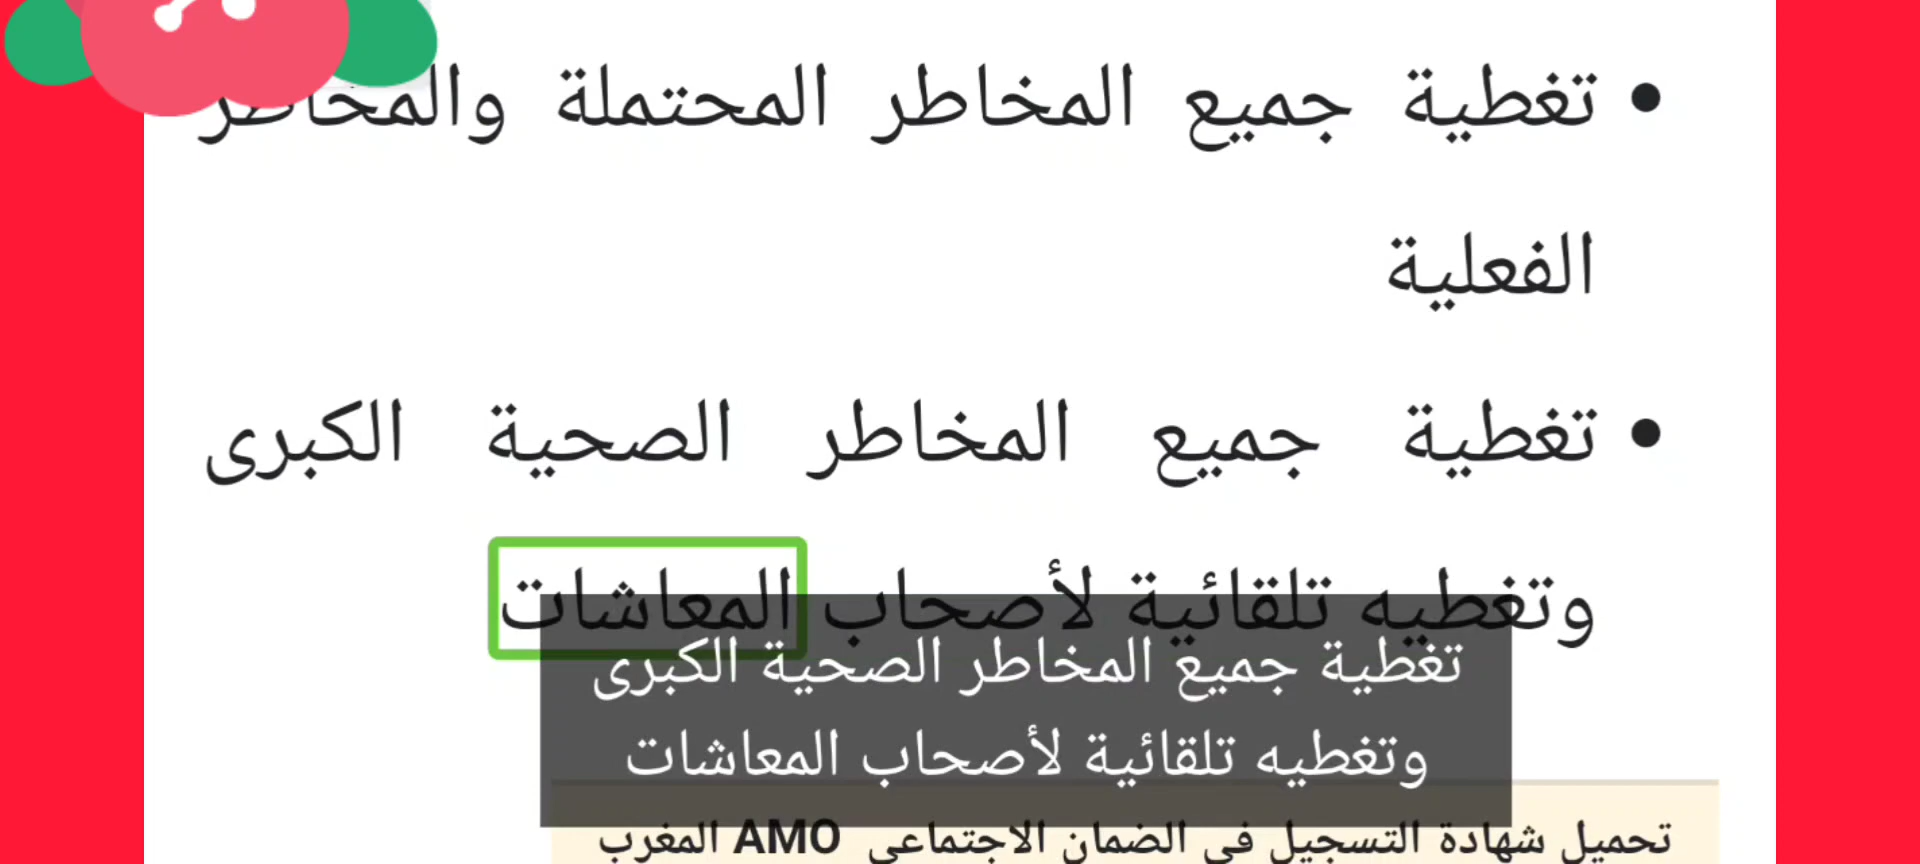 • تغطية جميع المخاطر المحتملة والمخاطر
الفعلية
• تغطية جميع المخاطر الصحية الكبرى
وتغطيه تلقائية لأصحاب المعاشات
تغطية جميع المخاطر الصحية الكبرى
وتغطيه تلقائية لأصحاب المعاشات
تحميل شهادة التسجيل في الضمان الاجتماعي AMO المغرب